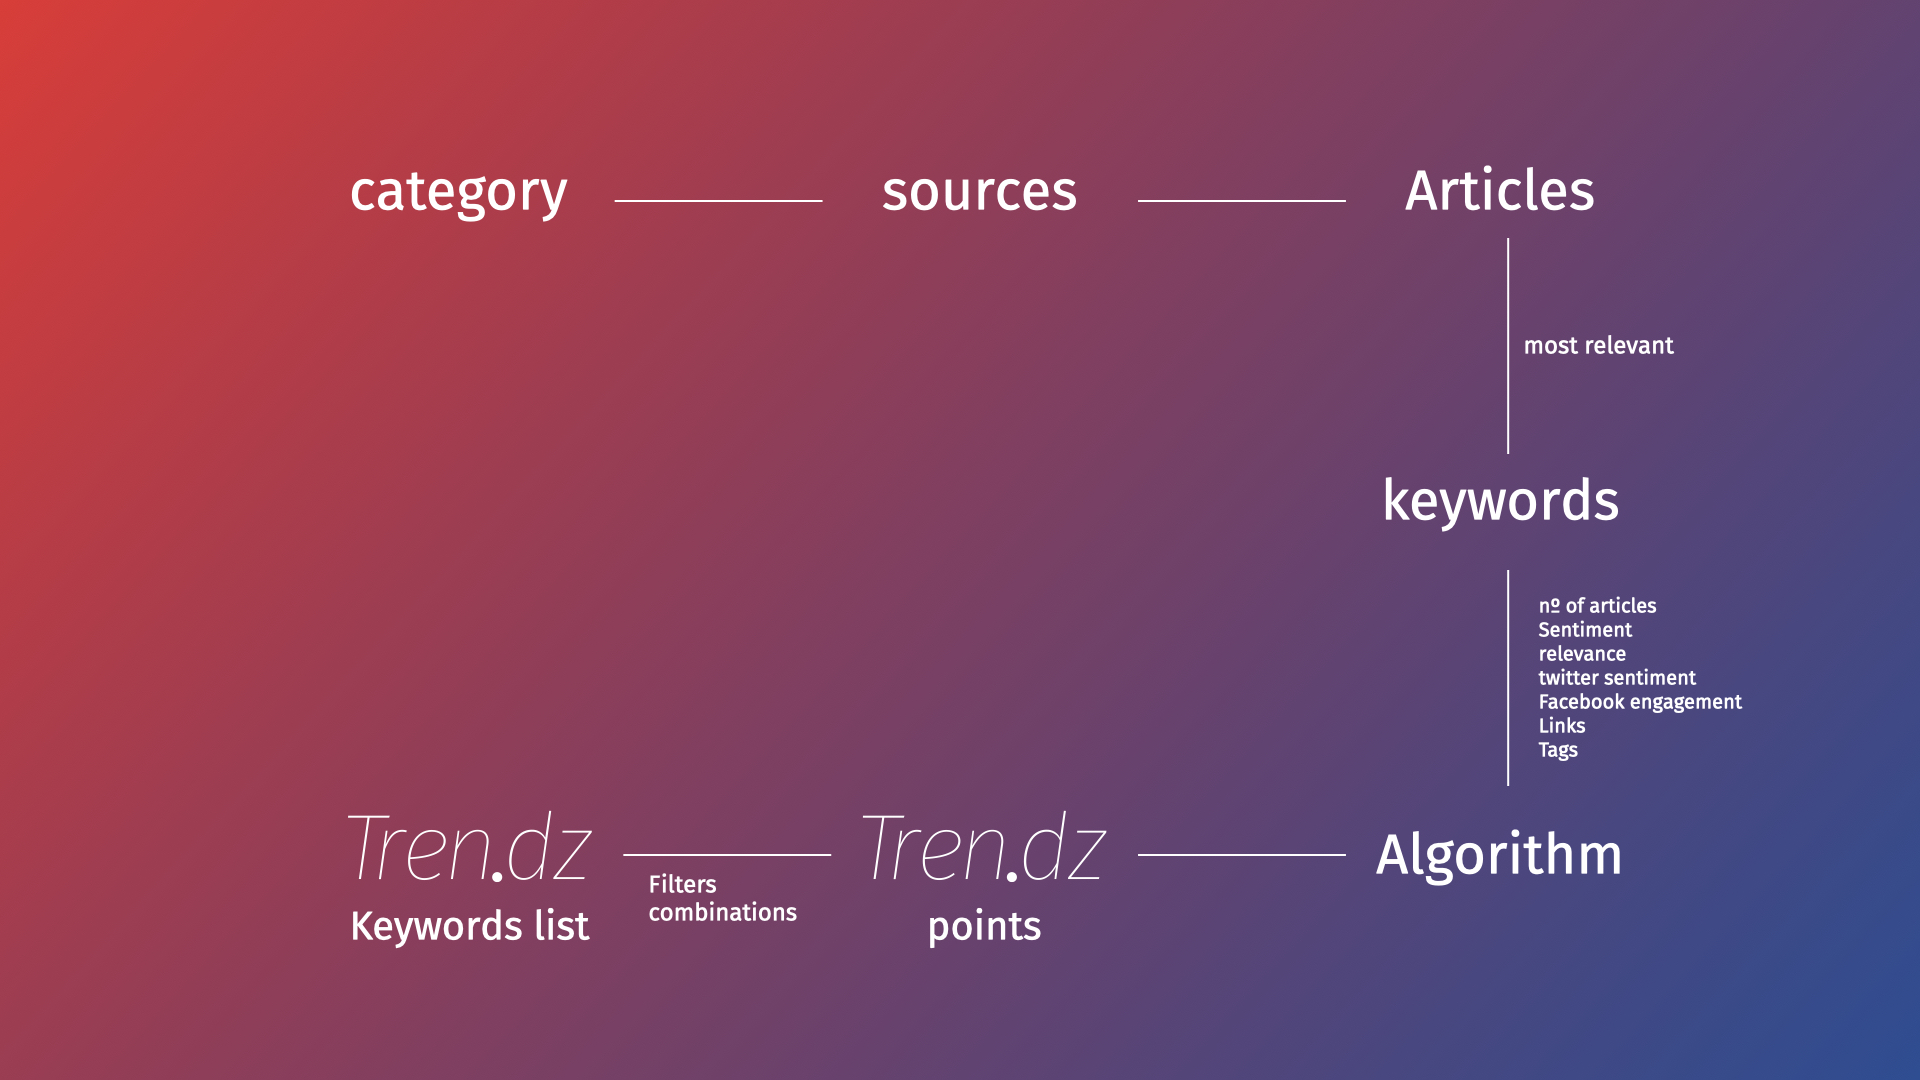 category
sources
Articles
most relevant
keywords
nº of articles
Sentiment
relevance
twitter sentiment
Facebook engagement
Links
Tags
Algorithm
Tren.dz
points
Filters
combinations
Tren.dz
Keywords list